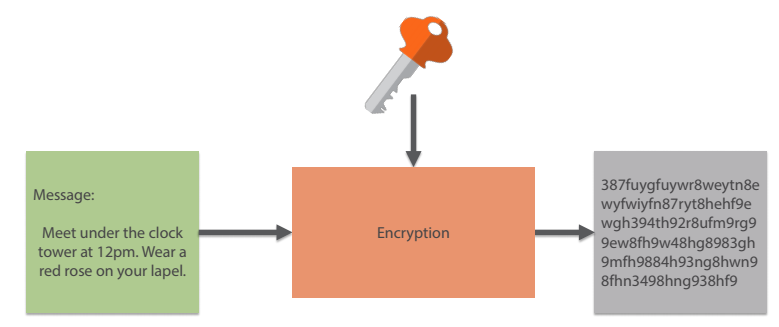 Message:
Meet under the clock
tower at 12pm. Wear a
red rose on your lapel.
Encryption
387fuygfuywr8weytn8e
wyfwiyfn87ryt8hehf9e
wgh394th92r8ufm9rg9
9ew8fh9w48hg8983gh
9mfh9884h93ng8hwn9
8fhn3498hng938hf9